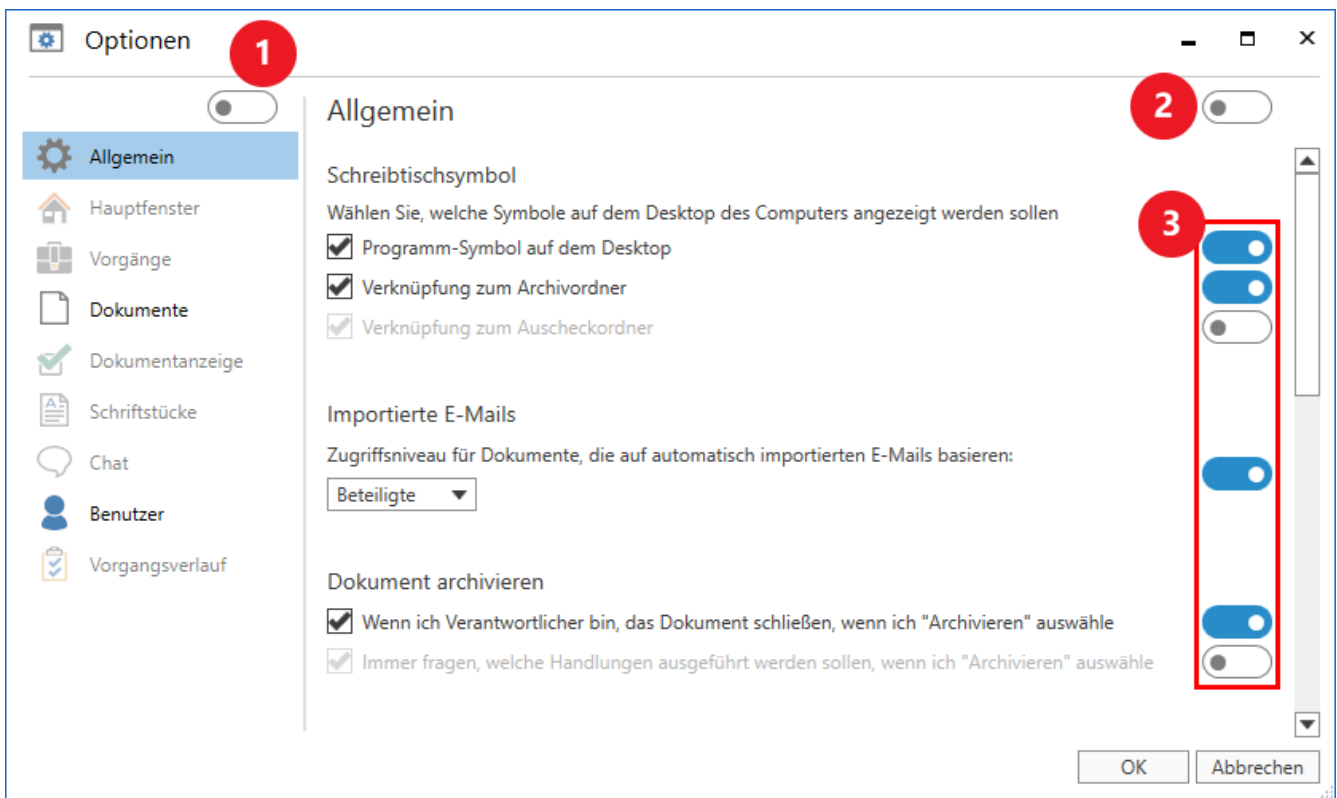 Optionen
1
2
Allgemein
Hauptfenster
Vorgänge
Dokumente
Dokumentanzeige
Schriftstücke
Chat
Benutzer
Vorgangsverlauf
Allgemein
Schreibtischsymbol
Wählen Sie, welche Symbole auf dem Desktop des Computers angezeigt werden sollen
3
Programm-Symbol auf dem Desktop
Verknüpfung zum Archivordner
Verknüpfung zum Auscheckordner
Importierte E-Mails
Zugriffsniveau für Dokumente, die auf automatisch importierten E-Mails basieren:
Beteiligte
Dokument archivieren
Wenn ich Verantwortlicher bin, das Dokument schließen, wenn ich "Archivieren" auswähle
Immer fragen, welche Handlungen ausgeführt werden sollen, wenn ich "Archivieren" auswähle
OK
Abbrechen